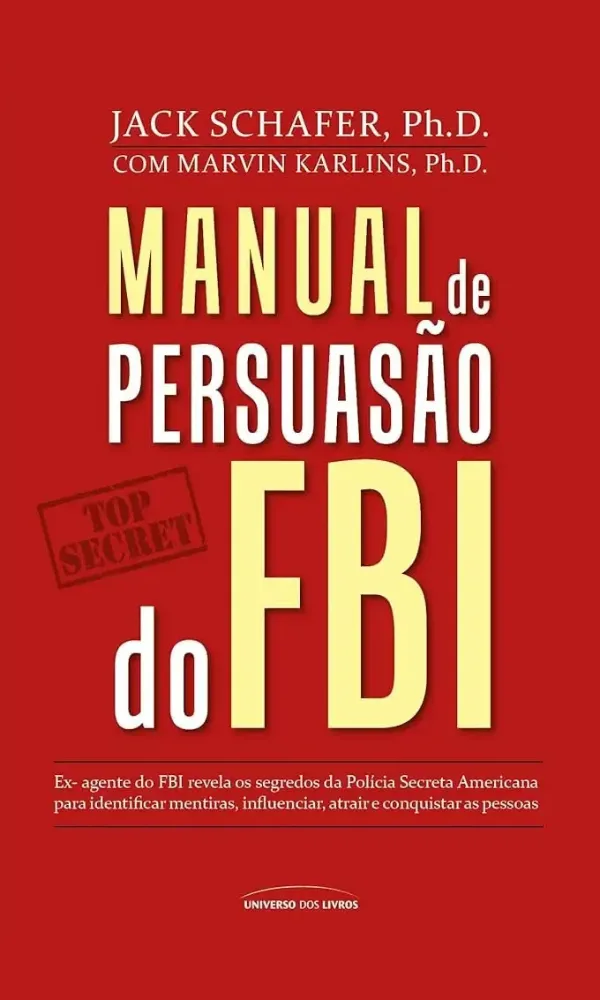 JACK SCHAFER, Ph.D.
COM MARVIN KARLINS, Ph.D.
MANUAL de
PERSUASÃO
TOP
SECRET
do FBI
Ex- agente do FBI revela os segredos da Polícia Secreta Americana
para identificar mentiras, influenciar, atrair e conquistar as pessoas
UNIVERSO DOS LIVROS